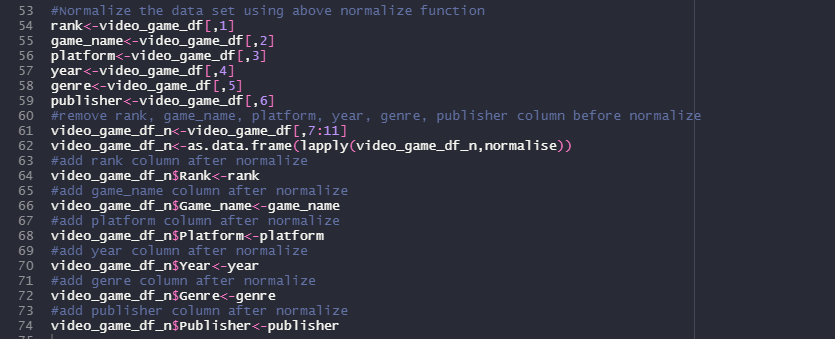 53 #Normalize the data set using above normalize function
54 rank<-video_game_df[,1]
55 game_name<-video_game_df[,2]
56 platform<-video_game_df[,3]
57 year<-video_game_df[,4]
58 genre<-video_game_df[,5]
59 publisher<-video_game_df[,6]
60 #remove rank, game_name, platform, year, genre, publisher column before normalize
61 video_game_df_n<-video_game_df[,7:11]
62 video_game_df_n<-as.data.frame(lapply(video_game_df_n,normalise))
63 #add rank column after normalize
64 video_game_df_n$Rank<-rank
65 #add game_name column after normalize
66 video_game_df_n$Game_name<-game_name
67 #add platform column after normalize
68 video_game_df_n$Platform<-platform
69 #add year column after normalize
70 video_game_df_n$Year<-year
71 #add genre column after normalize
72 video_game_df_n$Genre<-genre
73 #add publisher column after normalize
74 video_game_df_n$Publisher<-publisher